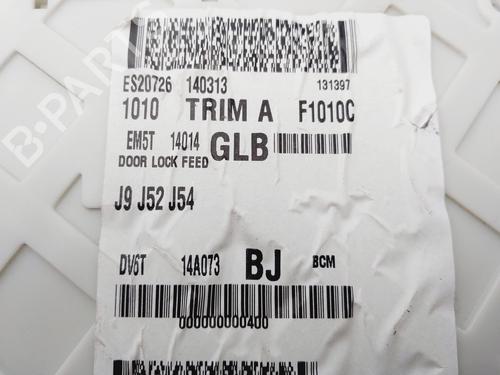 B-PARTS
ES20726 140313 131397
1010 TRIM A F1010C
EM5T 14014 GLB
DOOR LOCK FEED
J9 J52 J54
DV6T 14A073 BJ BCM
000000000400